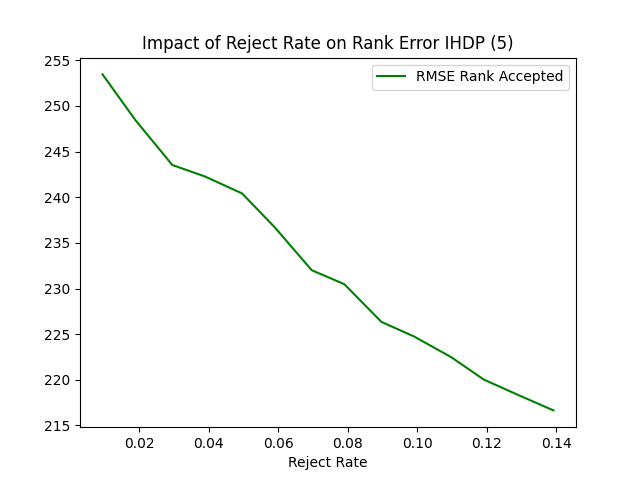 Impact of Reject Rate on Rank Error IHDP (5)
RMSE Rank Accepted
255
250
245
240
235
230
225
220
215
0.02 0.04 0.06 0.08 0.10 0.12 0.14
Reject Rate